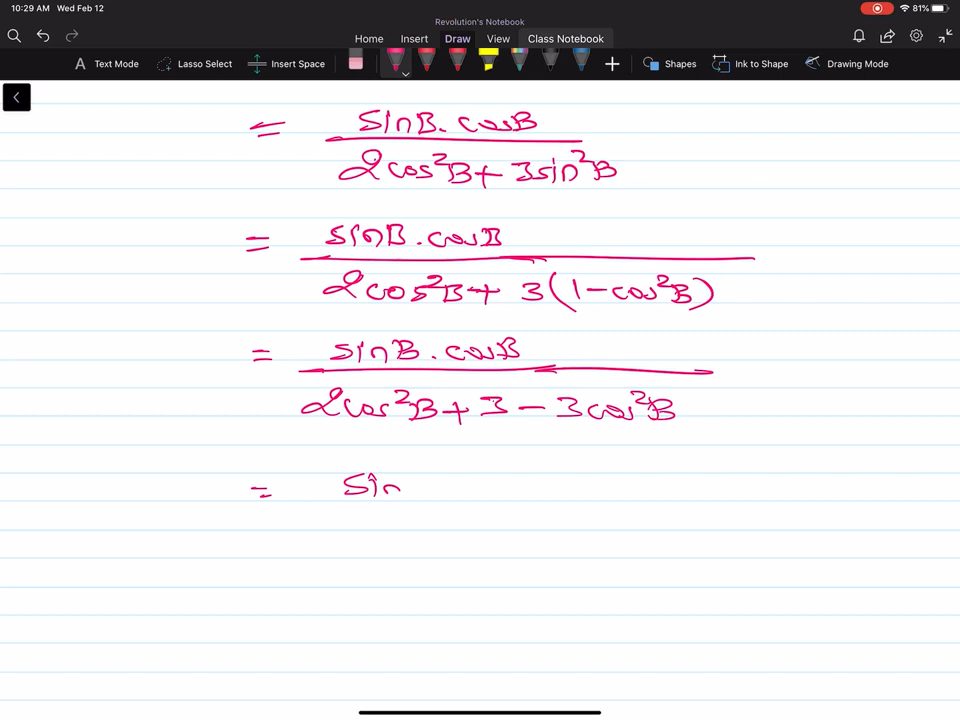 10:29 AM Wed Feb 12
81%
Revolution's Notebook
Home Insert Draw View Class Notebook
Text Mode Lasso Select Insert Space Shapes Ink to Shape Drawing Mode
= sinB.cosB
2cos²B+3sin²B
= sinB.cosB
2cos²B+3(1-cos²B)
= sinB.cosB
2cos²B+3-3cos²B
= sin